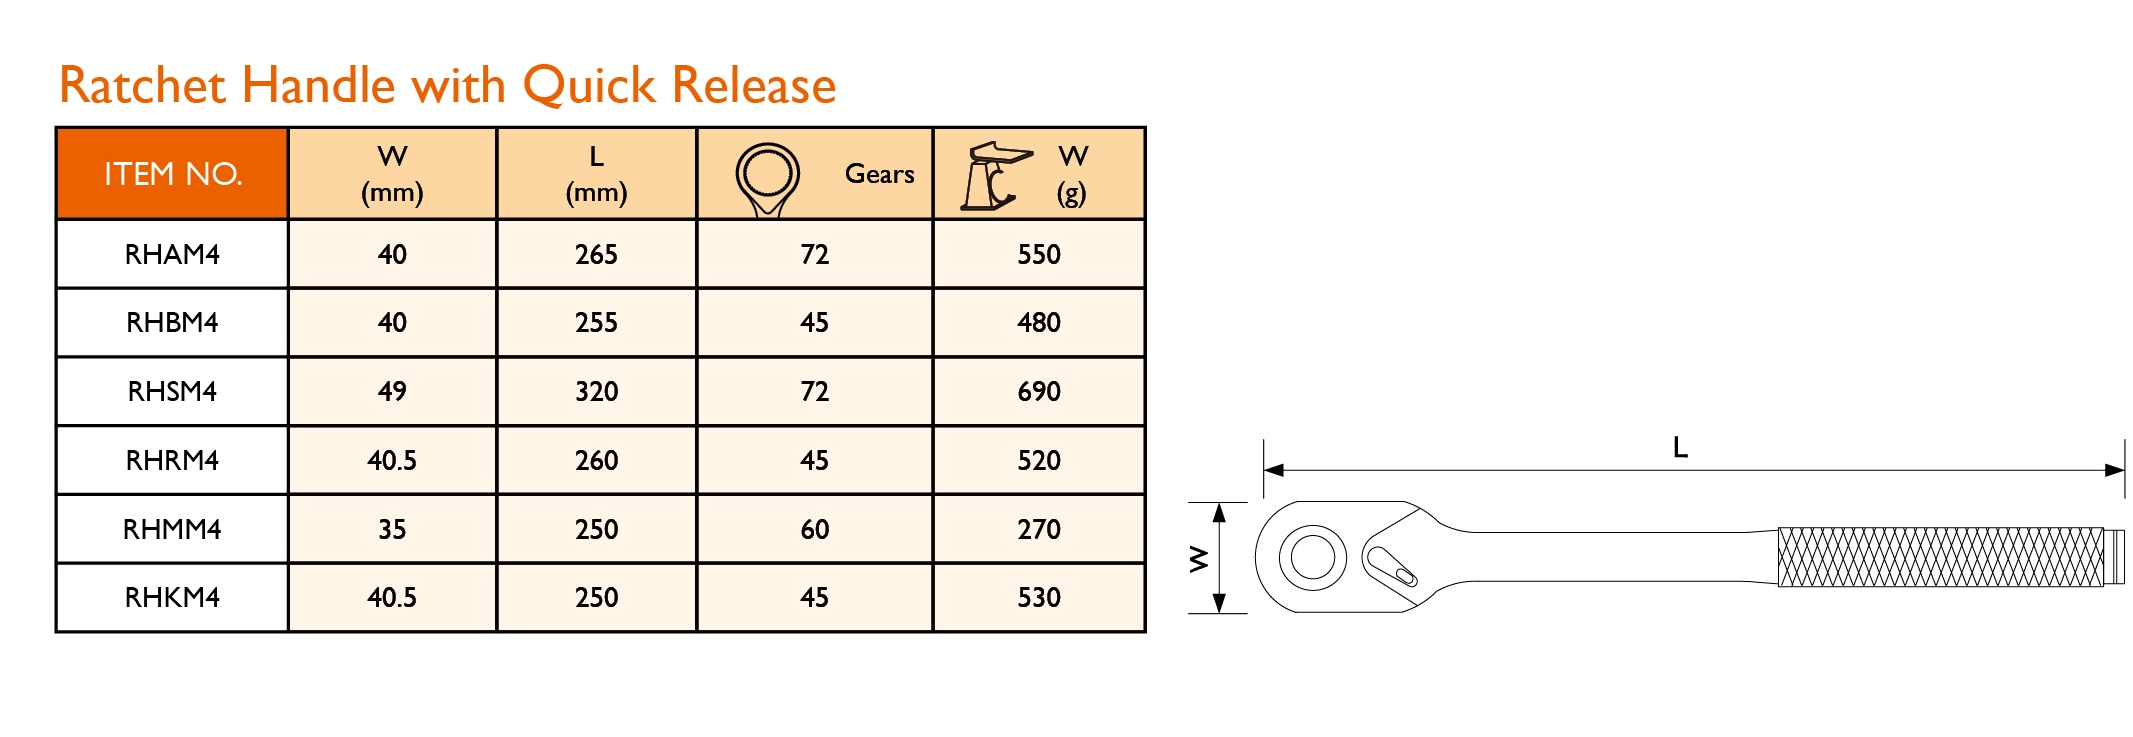 Ratchet Handle with Quick Release
ITEM NO. W (mm) L (mm) Gears W (g)
RHAM4 40 265 72 550
RHBM4 40 255 45 480
RHSM4 49 320 72 690
RHRM4 40.5 260 45 520
RHMM4 35 250 60 270
RHKM4 40.5 250 45 530
L
W